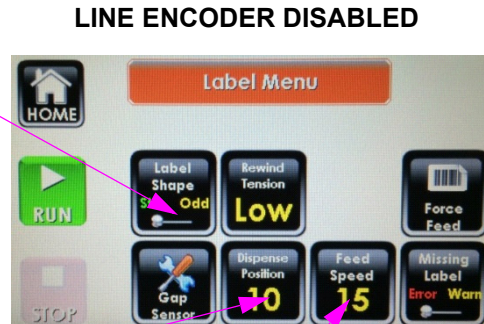 LINE ENCODER DISABLED
Label Menu
HOME
Label
Shape
Odd
Rewind
Tension
Low
RUN
Force
Feed
Gap
Sensor
Dispense
Position
10
Feed
Speed
15
Missing
Label
Error Warn
STOP